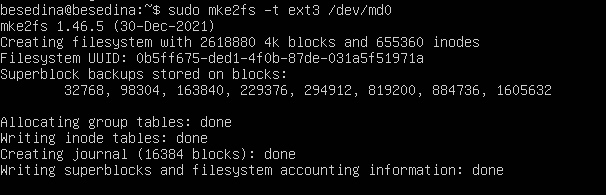 besedina@besedina:~$ sudo mke2fs -t ext3 /dev/md0
mke2fs 1.46.5 (30-Dec-2021)
Creating filesystem with 2618880 4k blocks and 655360 inodes
Filesystem UUID: 0b5ff675-ded1-4f0b-87de-031a5f51971a
Superblock backups stored on blocks:
32768, 98304, 163840, 229376, 294912, 819200, 884736, 1605632
Allocating group tables: done
Writing inode tables: done
Creating journal (16384 blocks): done
Writing superblocks and filesystem accounting information: done